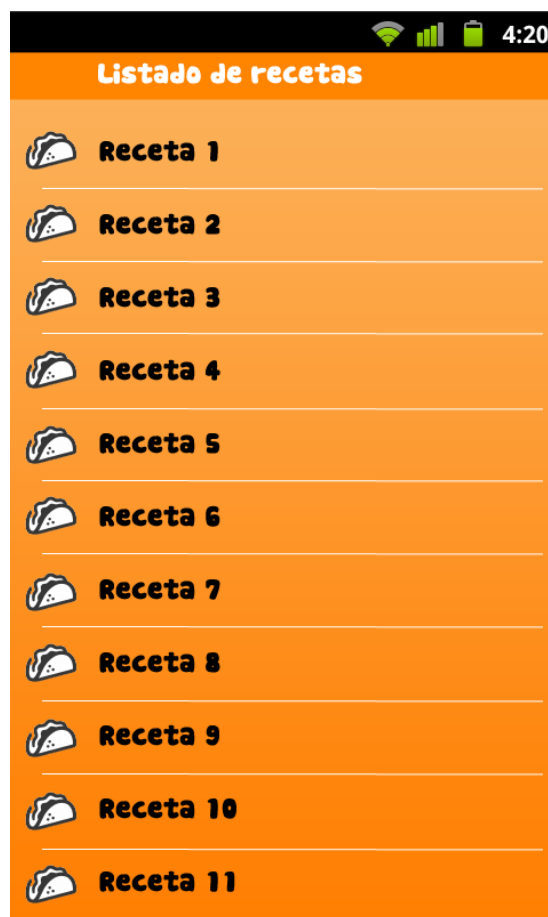 4:20
Listado de recetas
Receta 1
Receta 2
Receta 3
Receta 4
Receta 5
Receta 6
Receta 7
Receta 8
Receta 9
Receta 10
Receta 11